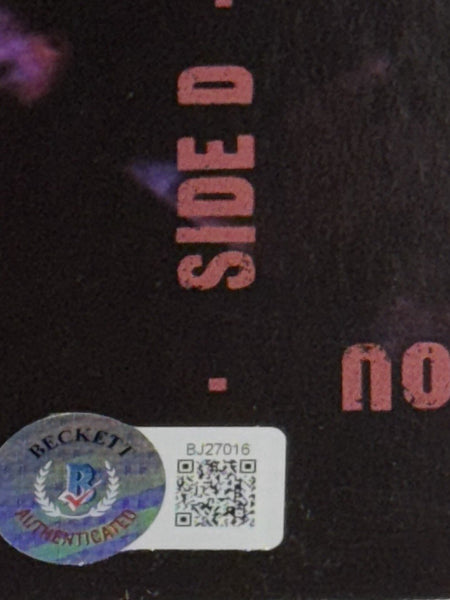 SIDE D
no
BECKETT
AUTHENTICATED
BJ27016